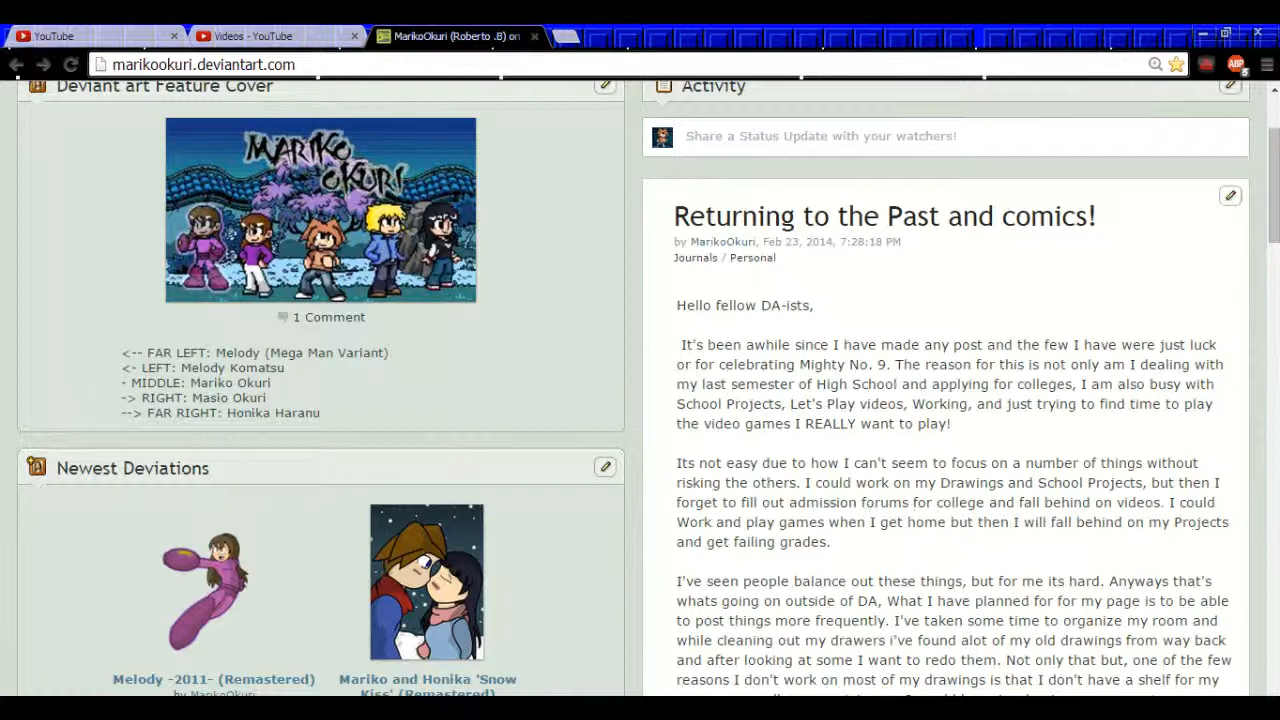 YouTube
Videos - YouTube
MarikoOkuri (Roberto .B) on
marikookuri.deviantart.com
ABP
5
Deviant art Feature Cover
MARIKO
OKURI
1 Comment
<-- FAR LEFT: Melody (Mega Man Variant)
<- LEFT: Melody Komatsu
- MIDDLE: Mariko Okuri
-> RIGHT: Masio Okuri
--> FAR RIGHT: Honika Haranu
Newest Deviations
Melody -2011- (Remastered)
by MarikoOkuri
Mariko and Honika 'Snow
Kiss' (Remastered)
Activity
Share a Status Update with your watchers!
Returning to the Past and comics!
by MarikoOkuri, Feb 23, 2014, 7:28:18 PM
Journals / Personal
Hello fellow DA-ists,
It's been awhile since I have made any post and the few I have were just luck
or for celebrating Mighty No. 9. The reason for this is not only am I dealing with
my last semester of High School and applying for colleges, I am also busy with
School Projects, Let's Play videos, Working, and just trying to find time to play
the video games I REALLY want to play!
Its not easy due to how I can't seem to focus on a number of things without
risking the others. I could work on my Drawings and School Projects, but then I
forget to fill out admission forums for college and fall behind on videos. I could
Work and play games when I get home but then I will fall behind on my Projects
and get failing grades.
I've seen people balance out these things, but for me its hard. Anyways that's
whats going on outside of DA, What I have planned for for my page is to be able
to post things more frequently. I've taken some time to organize my room and
while cleaning out my drawers i've found alot of my old drawings from way back
and after looking at some I want to redo them. Not only that but, one of the few
reasons I don't work on most of my drawings is that I don't have a shelf for my